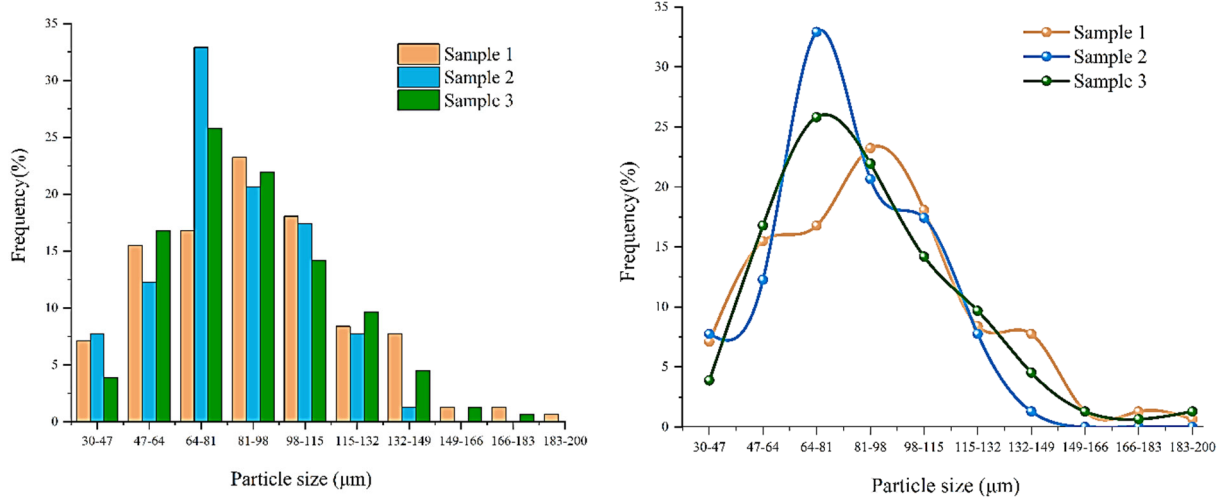 35
30
25
20
15
10
5
0
Frequency(%)
Sample 1
Sample 2
Sample 3
30-47 47-64 64-81 81-98 98-115 115-132 132-149 149-166 166-183 183-200
Particle size (μm)
35
30
25
20
15
10
5
0
Frequency(%)
Sample 1
Sample 2
Sample 3
30-47 47-64 64-81 81-98 98-115 115-132 132-149 149-166 166-183 183-200
Particle size (μm)